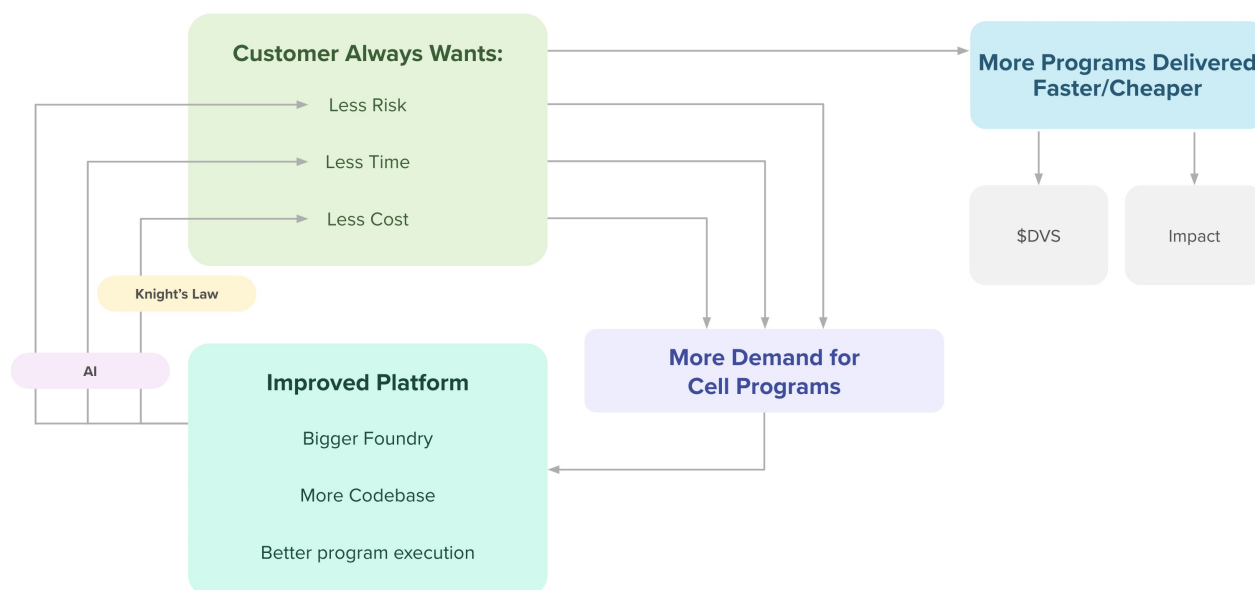 Customer Always Wants:
Less Risk
Less Time
Less Cost
More Programs Delivered
Faster/Cheaper
$DVS
Impact
Knight's Law
AI
Improved Platform
Bigger Foundry
More Codebase
Better program execution
More Demand for
Cell Programs